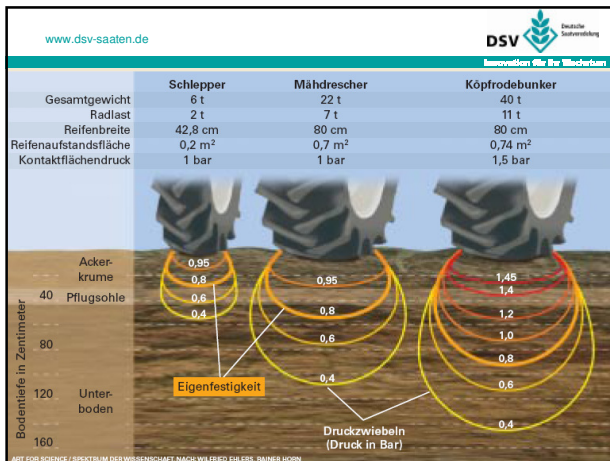 www.dsv-saaten.de
DSV Deutsche
Saatveredelung
Innovation für Ihr Wachstum
Schlepper Mähdrescher Köpfrodebunker
Gesamtgewicht 6 t 22 t 40 t
Radlast 2 t 7 t 11 t
Reifenbreite 42,8 cm 80 cm 80 cm
Reifenaufstandsfläche 0,2 m² 0,7 m² 0,74 m²
Kontaktflächendruck 1 bar 1 bar 1,5 bar
Bodentiefe in Zentimeter
Acker-
krume
40 Pflugsohle
80
120 Unter-
boden
160
0,95
0,8
0,6
0,4
0,95
0,8
0,6
0,4
1,45
1,4
1,2
1,0
0,8
0,6
0,4
Eigenfestigkeit
Druckzwiebeln
(Druck in Bar)
ART FOR SCIENCE / SPEKTRUM DER WISSENSCHAFT, NACH: WILFRIED EHLERS, RAINER HORN